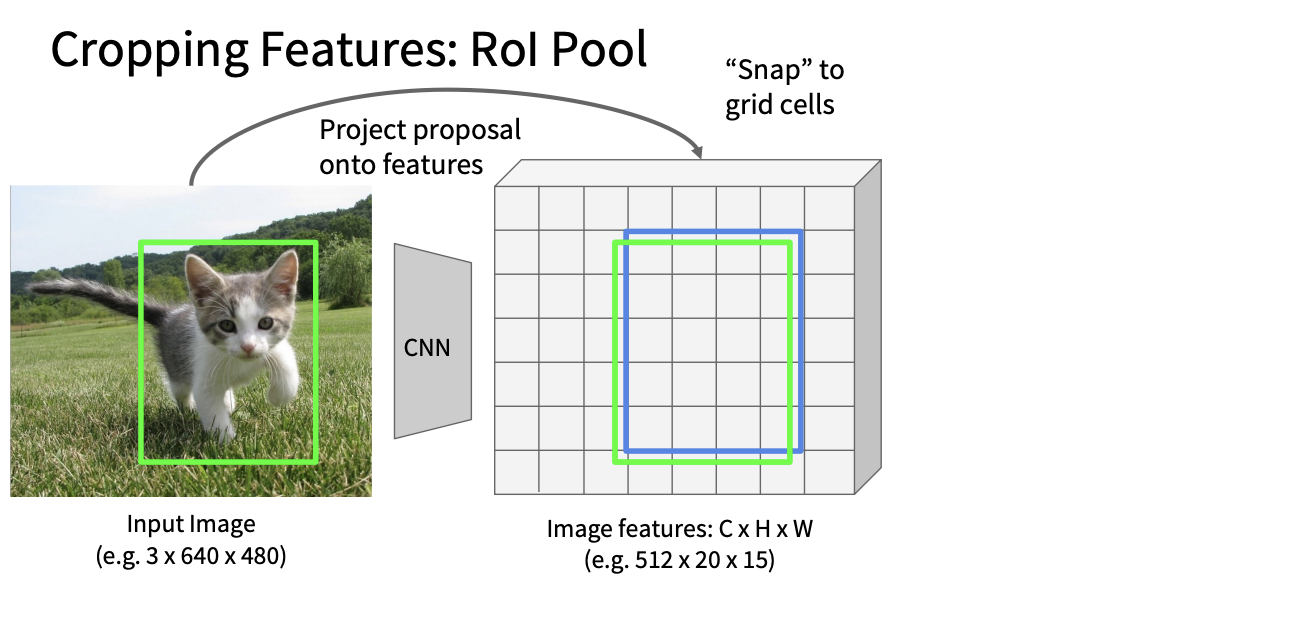 Cropping Features: RoI Pool
“Snap” to
grid cells
Project proposal
onto features
CNN
Input Image
(e.g. 3 x 640 x 480)
Image features: C x H x W
(e.g. 512 x 20 x 15)